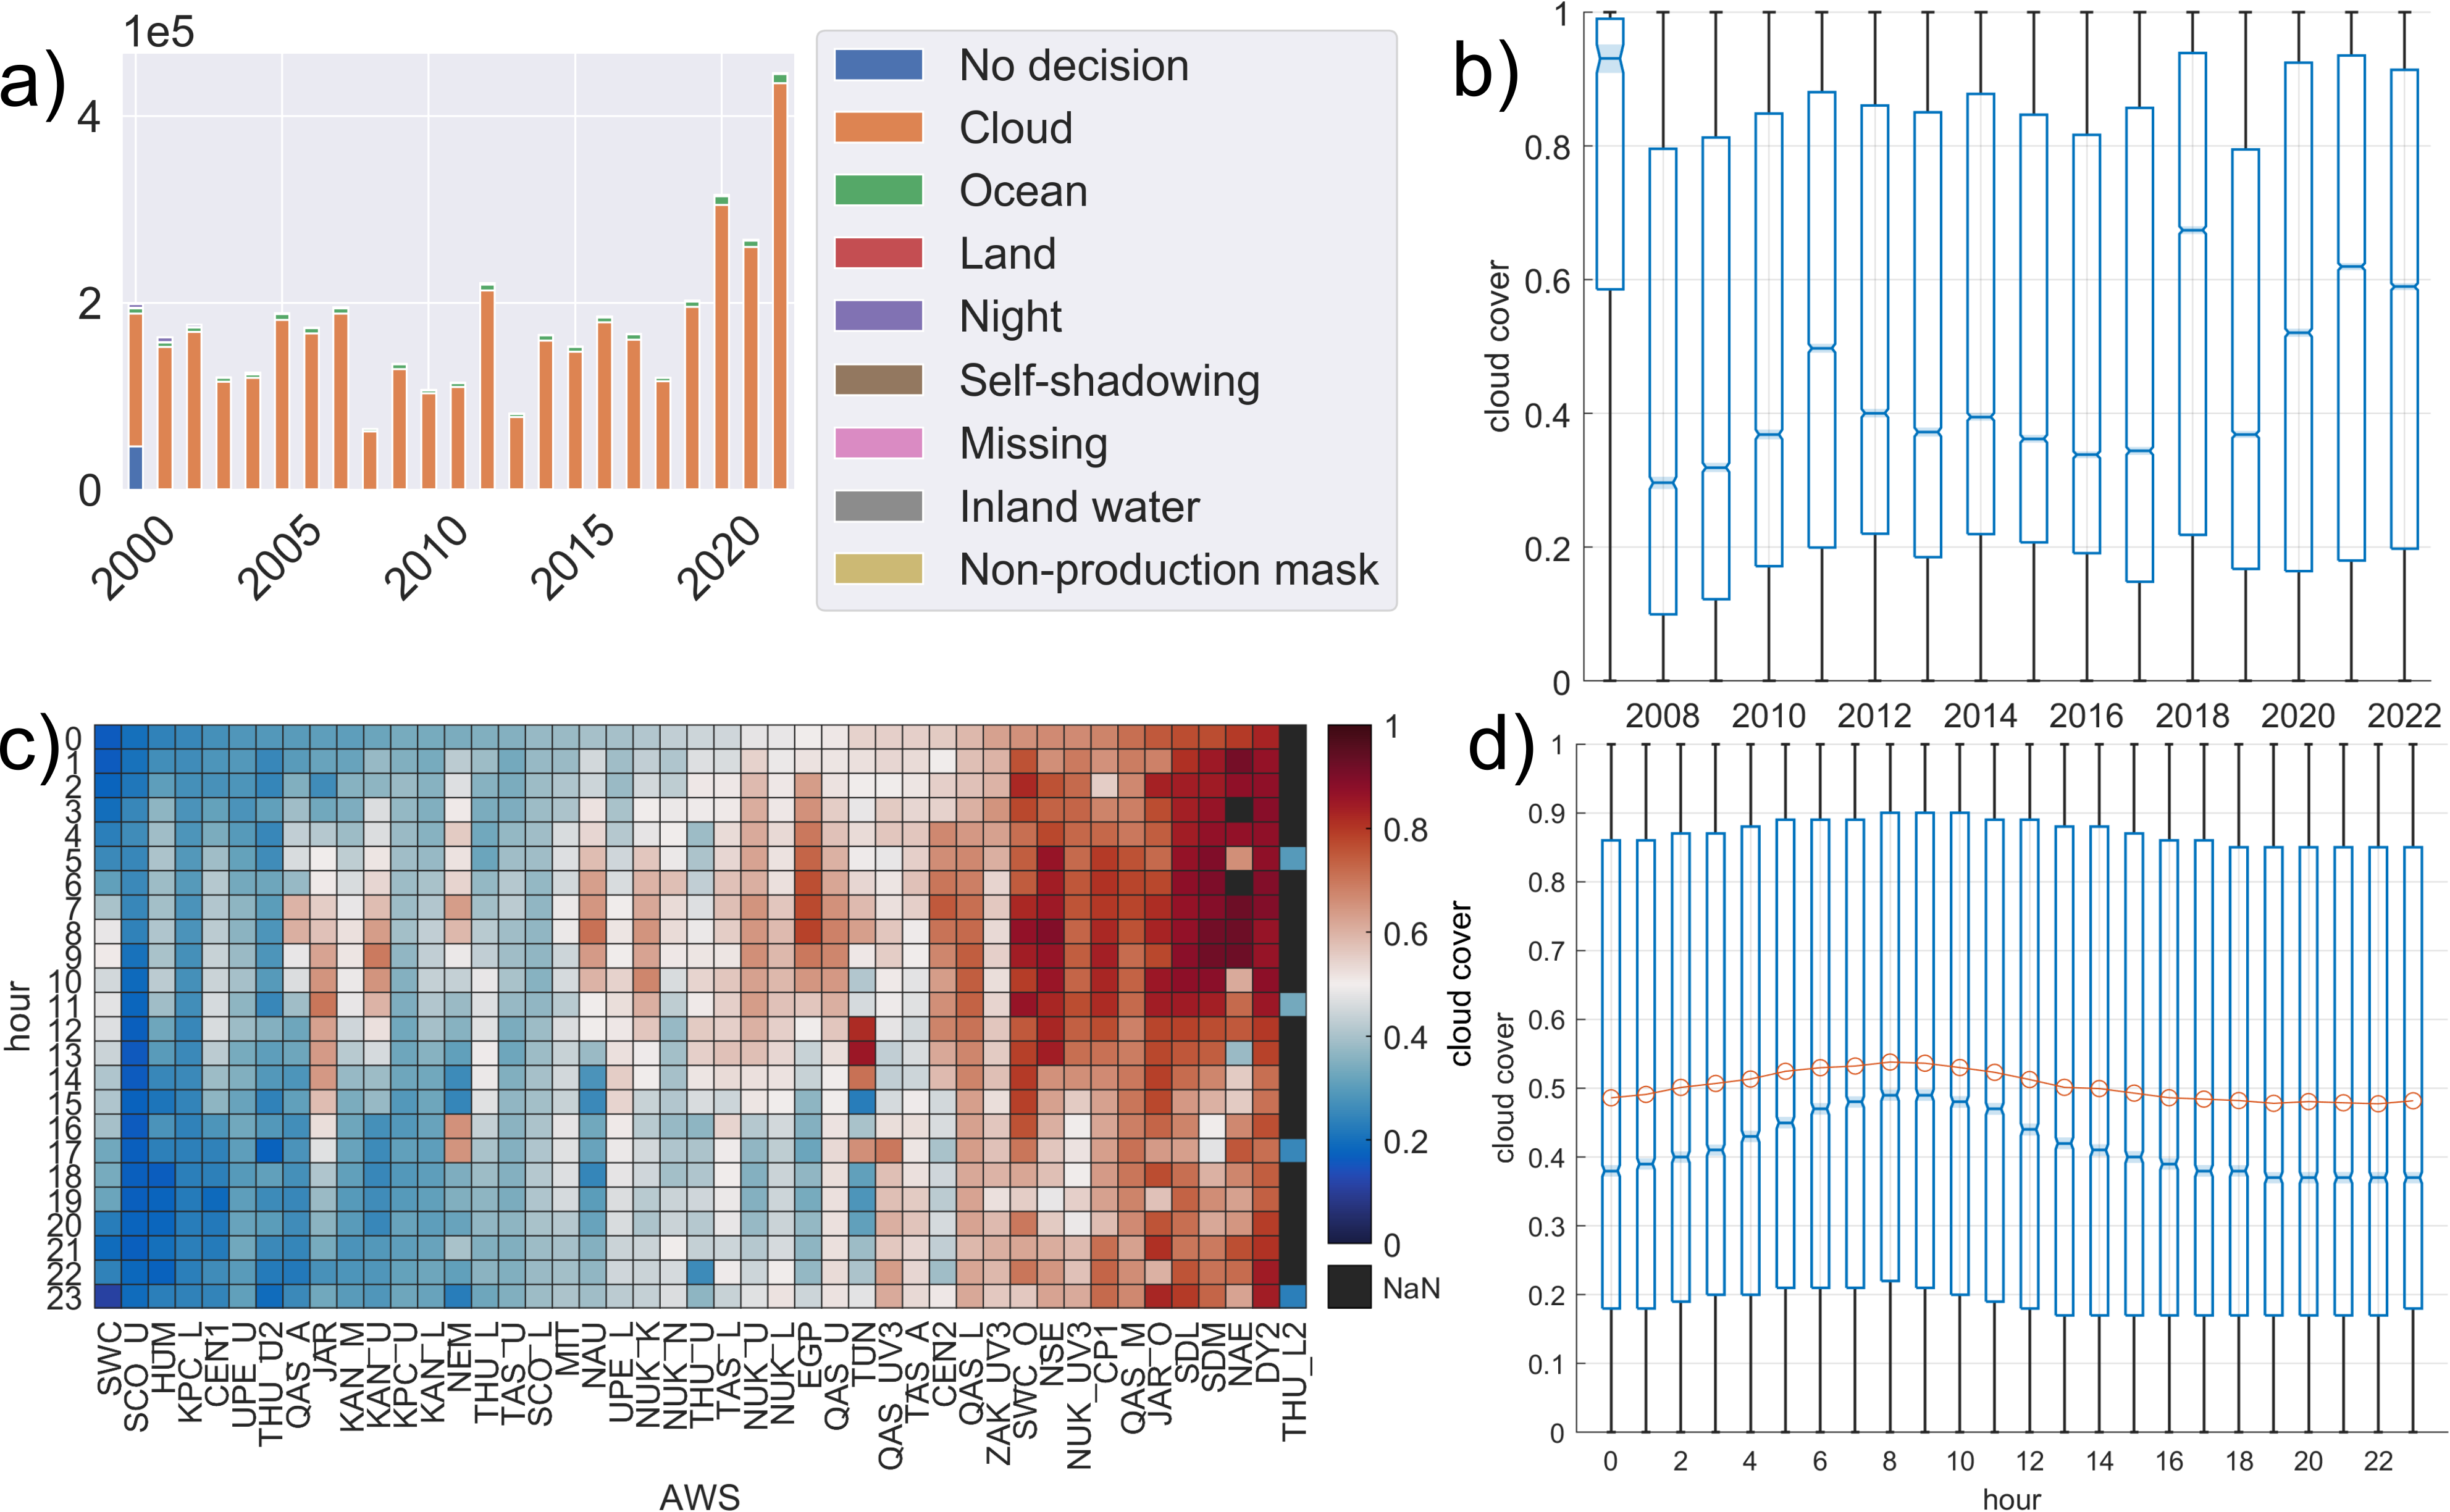 a)
1e5
4
2
0
2000
2005
2010
2015
2020
No decision
Cloud
Ocean
Land
Night
Self-shadowing
Missing
Inland water
Non-production mask
b)
cloud cover
1
0.8
0.6
0.4
0.2
0
2008 2010 2012 2014 2016 2018 2020 2022
c)
hour
0
1
2
3
4
5
6
7
8
9
10
11
12
13
14
15
16
17
18
19
20
21
22
23
SWC
SCO_U
HUM
KPC_L
CEN1
UPE_U
THU_U2
QAS_A
JAR
KAN_M
KAN_U
KPC_U
KAN_L
NEM
THU_L
TAS_U
SCO_L
MIT
NAU
UPE_L
NUK_K
NUK_N
THU_U
TAS_L
NUK_U
NUK_L
EGP
QAS_U
TUN
QAS_UV3
TAS_A
CEN2
QAS_L
ZAK_UV3
SWC_O
NSE
NUK_UV3
CP1
QAS_M
JAR_O
SDL
SDM
NAE
DY2
THU_L2
AWS
1
0.8
0.6
0.4
0.2
0
NaN
cloud cover
d)
cloud cover
1
0.9
0.8
0.7
0.6
0.5
0.4
0.3
0.2
0.1
0
0 2 4 6 8 10 12 14 16 18 20 22
hour